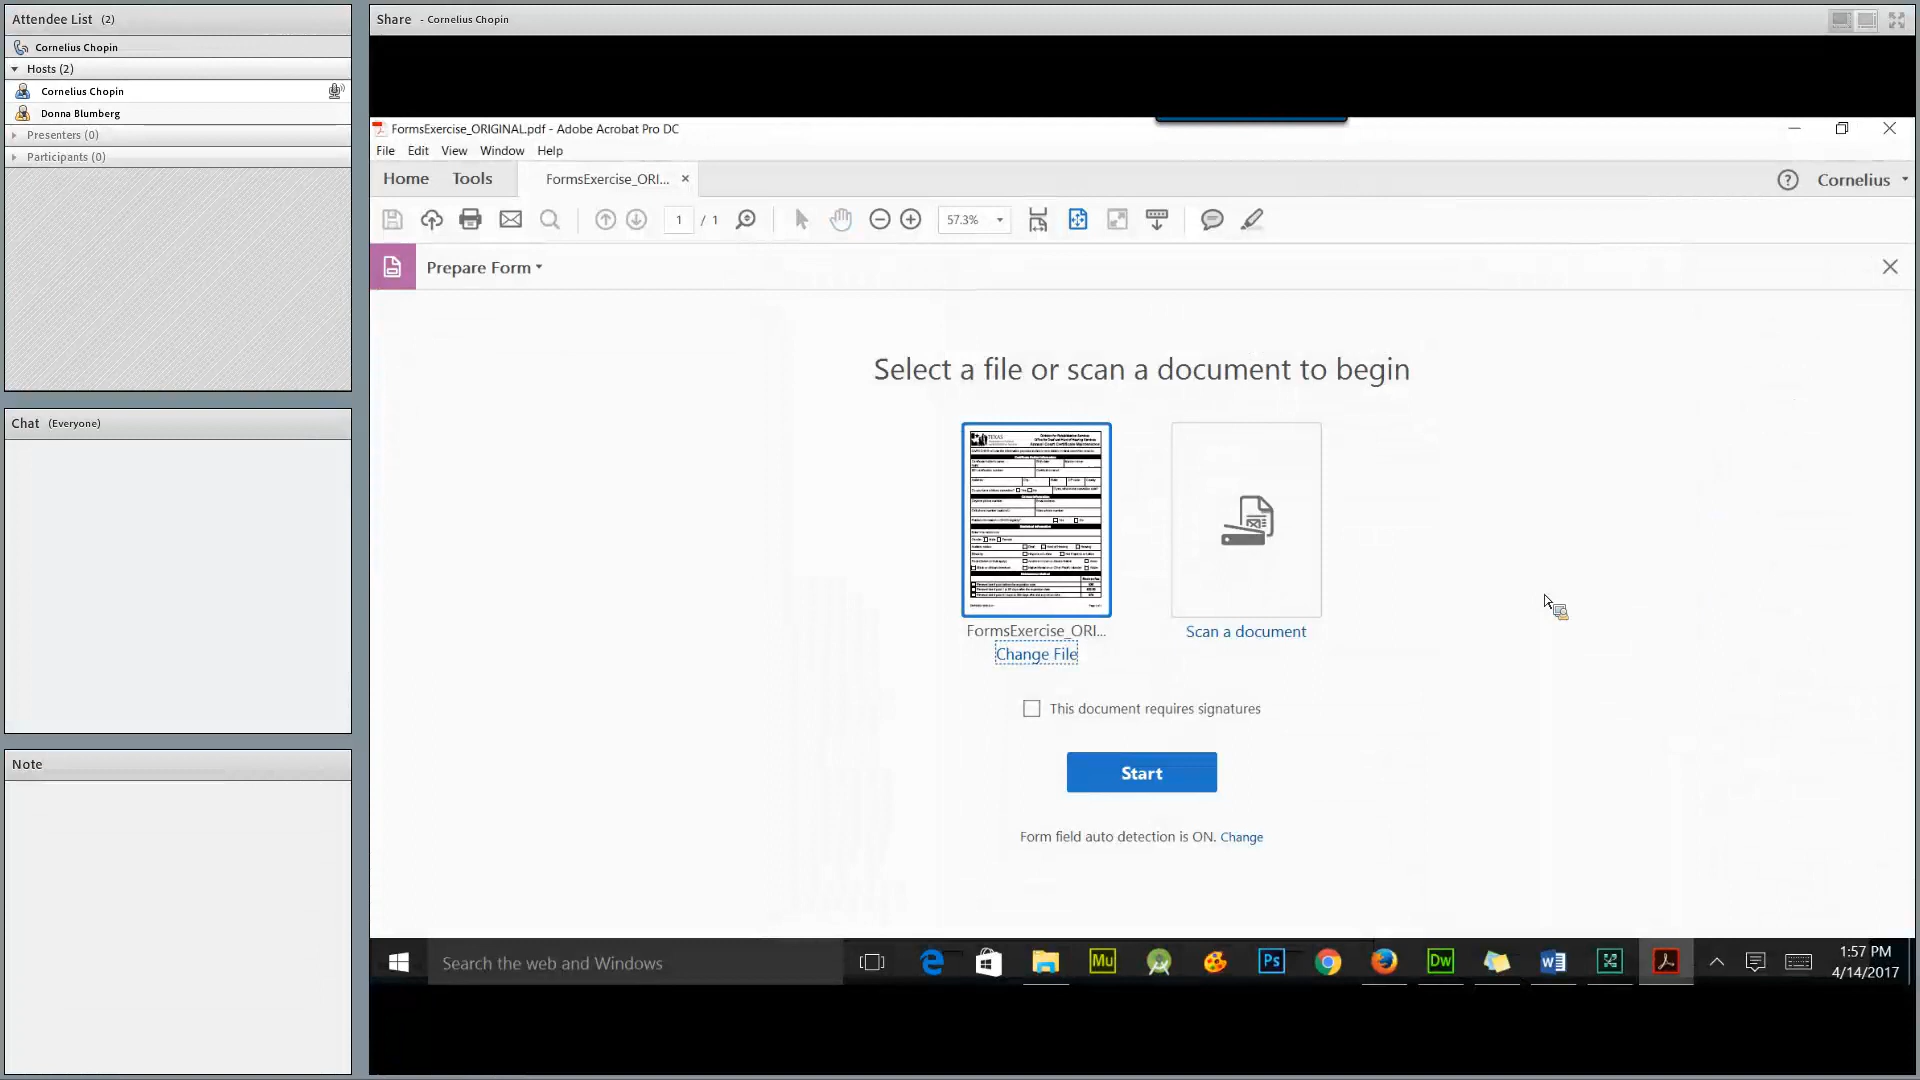 Attendee List (2)
Cornelius Chopin
Hosts (2)
Cornelius Chopin
Donna Blumberg
Presenters (0)
Participants (0)
Chat (Everyone)
Note
Share - Cornelius Chopin
FormsExercise_ORIGINAL.pdf - Adobe Acrobat Pro DC
File Edit View Window Help
Home Tools FormsExercise_ORI... × Cornelius
1 / 1 57.3%
Prepare Form
Select a file or scan a document to begin
TEXAS
FormsExercise_ORI...
Change File
Scan a document
This document requires signatures
Start
Form field auto detection is ON. Change
Search the web and Windows
Mu
Ps
Dw
1:57 PM
4/14/2017